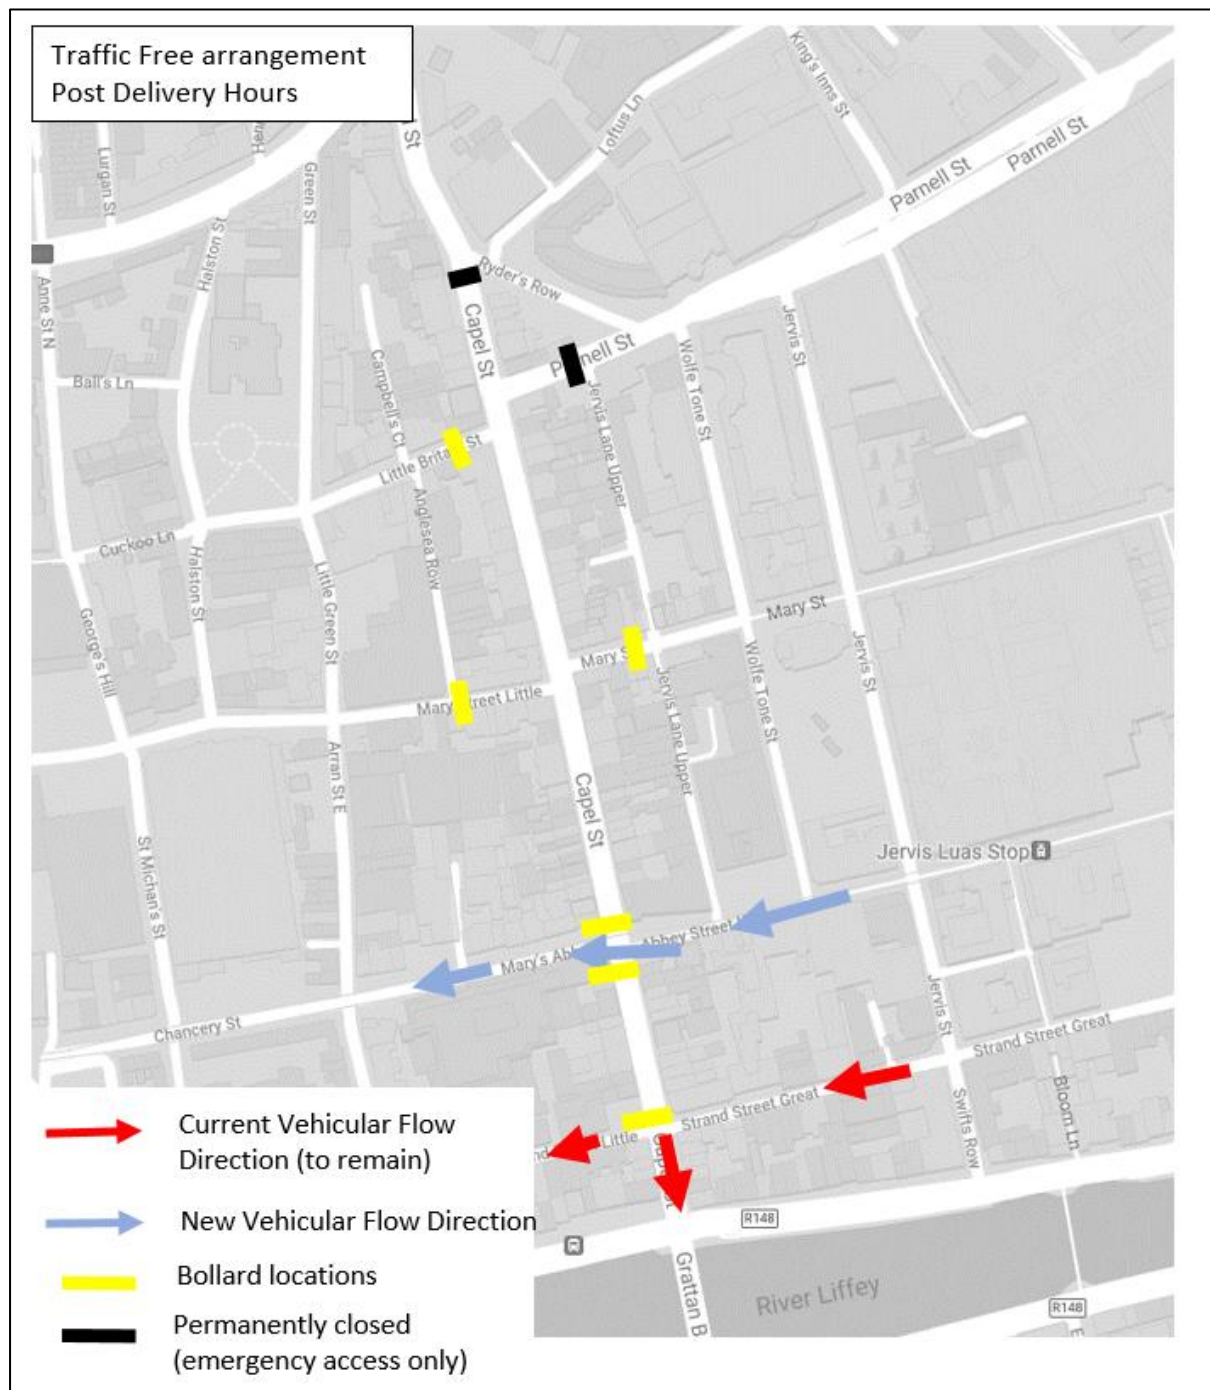 Traffic Free arrangement
Post Delivery Hours
St
King's Inns St
Loftus Ln
Lurgan St
Green St
Parnell St
Parnell St
Halston St
Anne St N
Ryder's Row
Capel St
Jervis St
Ball's Ln
Campbell's Ct
Wolfe Tone St
Jervis Lane Upper
St
Little
Cuckoo Ln
Anglesea Row
Halston St
Little Green St
Mary St
George's Hill
Mary
Jervis St
Wolfe Tone St
Jervis Lane Upper
Street Little
Arran St E
Capel St
St Michan's St
Jervis Luas Stop
Abbey Street
Mary's
Chancery St
Jervis St
Strand Street Great
Bloom Ln
Swifts Row
Strand Street Great
Little
Current Vehicular Flow
Direction (to remain)
New Vehicular Flow Direction
R148
Bollard locations
Grattan B
River Liffey
R148
Permanently closed
(emergency access only)